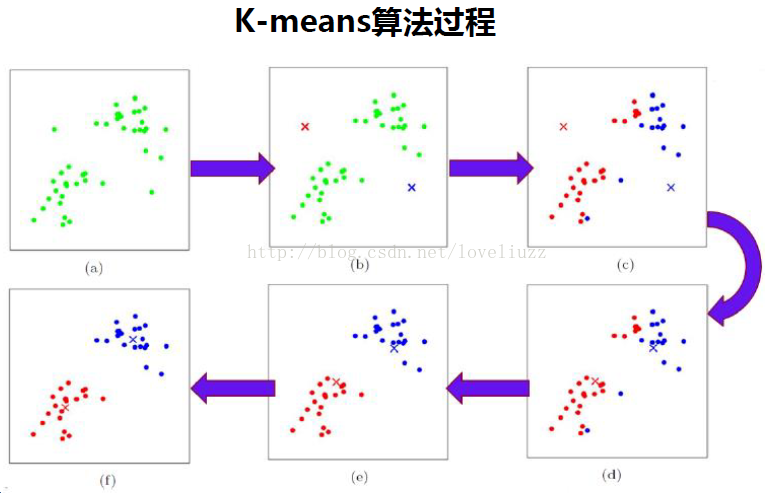 K-means算法过程
(a)
(b)
(c)
http://blog.csdn.net/loveliuzz
(f)
(e)
(d)